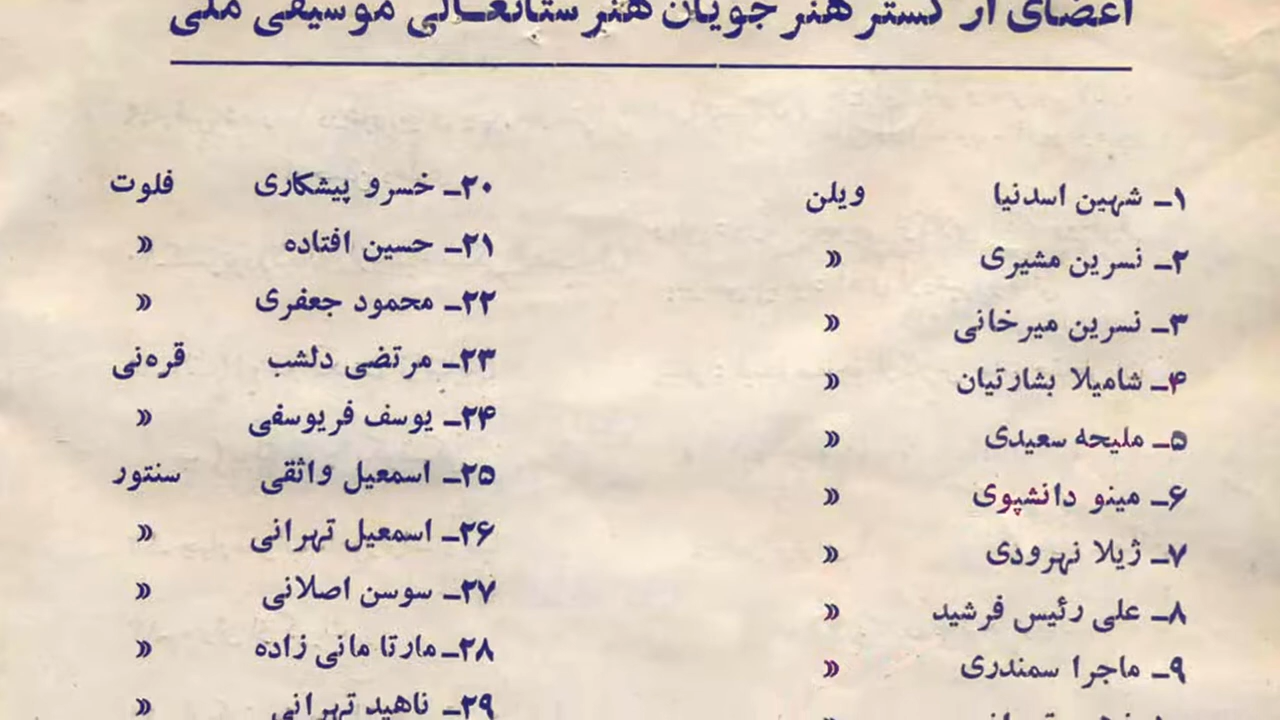 اعضای ارکستر هنرجویان هنرستانعالی موسیقی ملی
۱ـ شهین اسدنیا ویلن
۲ـ نسرین مشیری »
۳ـ نسرین میرخانی »
۴ـ شامیلا بشارتیان »
۵ـ ملیحه سعیدی »
۶ـ مینو دانشپوی »
۷ـ ژیلا نهرودی »
۸ـ علی رئیس فرشید »
۹ـ ماجرا سمندری »
۲۰ـ خسرو پیشکاری فلوت
۲۱ـ حسین افتاده »
۲۲ـ محمود جعفری »
۲۳ـ مرتضی دلشب قره‌نی
۲۴ـ یوسف فریوسفی »
۲۵ـ اسمعیل واثقی سنتور
۲۶ـ اسمعیل تهرانی »
۲۷ـ سوسن اصلانی »
۲۸ـ مارتا مانی زاده »
۲۹ـ ناهید تهرانی »